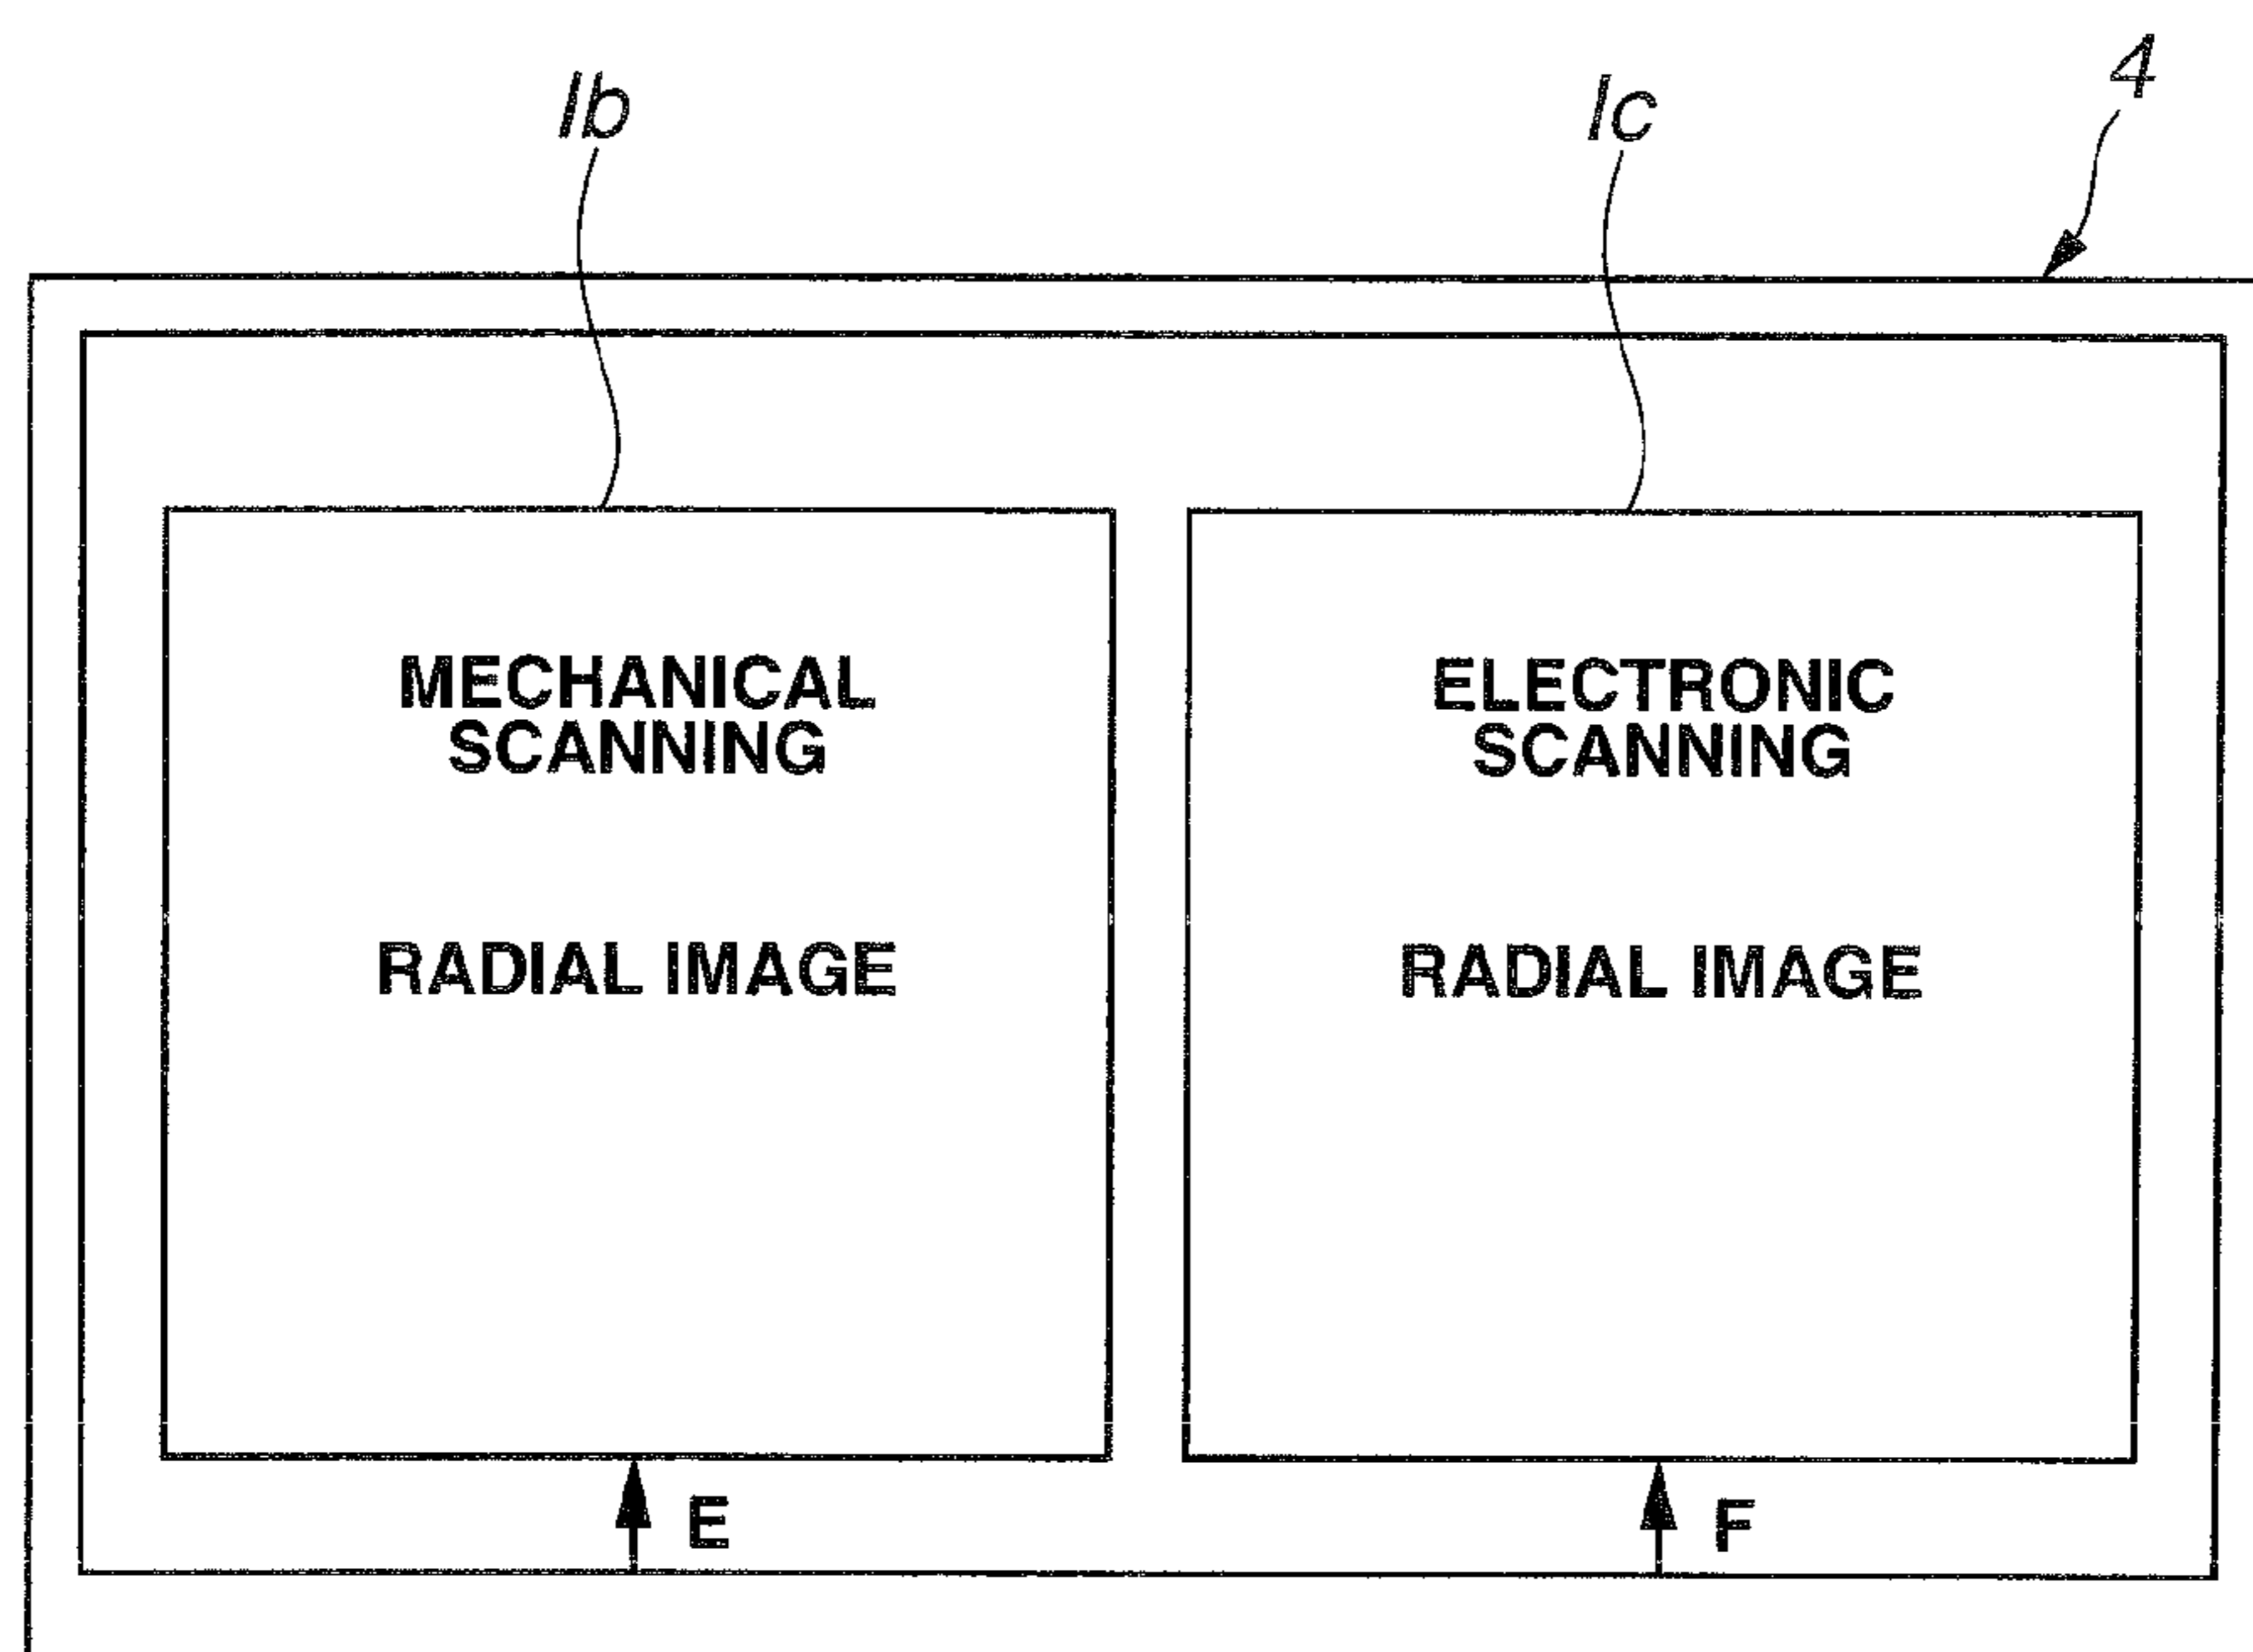 Ib
Ic
4
MECHANICAL
SCANNING
RADIAL IMAGE
ELECTRONIC
SCANNING
RADIAL IMAGE
E
F